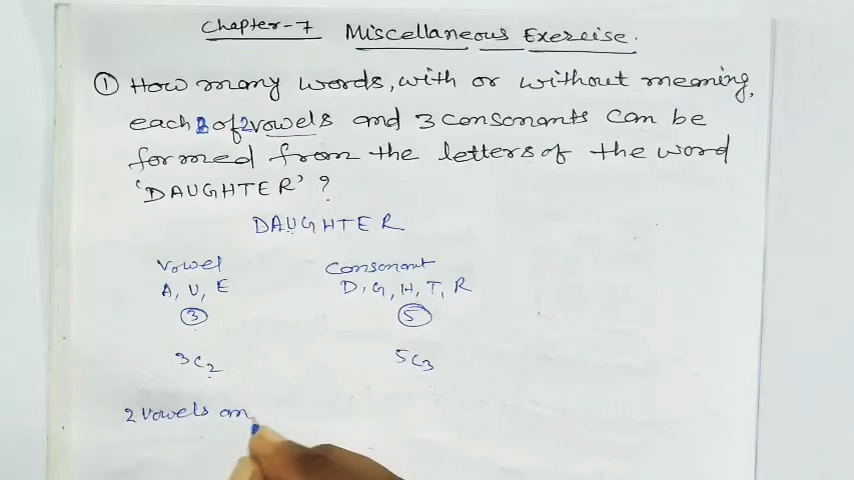 Chapter-7 Miscellaneous Exercise.
① How many words, with or without meaning,
each of 2 vowels and 3 consonants can be
formed from the letters of the word
'DAUGHTER' ?
DAUGHTER
Vowel Consonant
A, U, E D, G, H, T, R
③ ⑤
3C2 5C3
2 vowels an